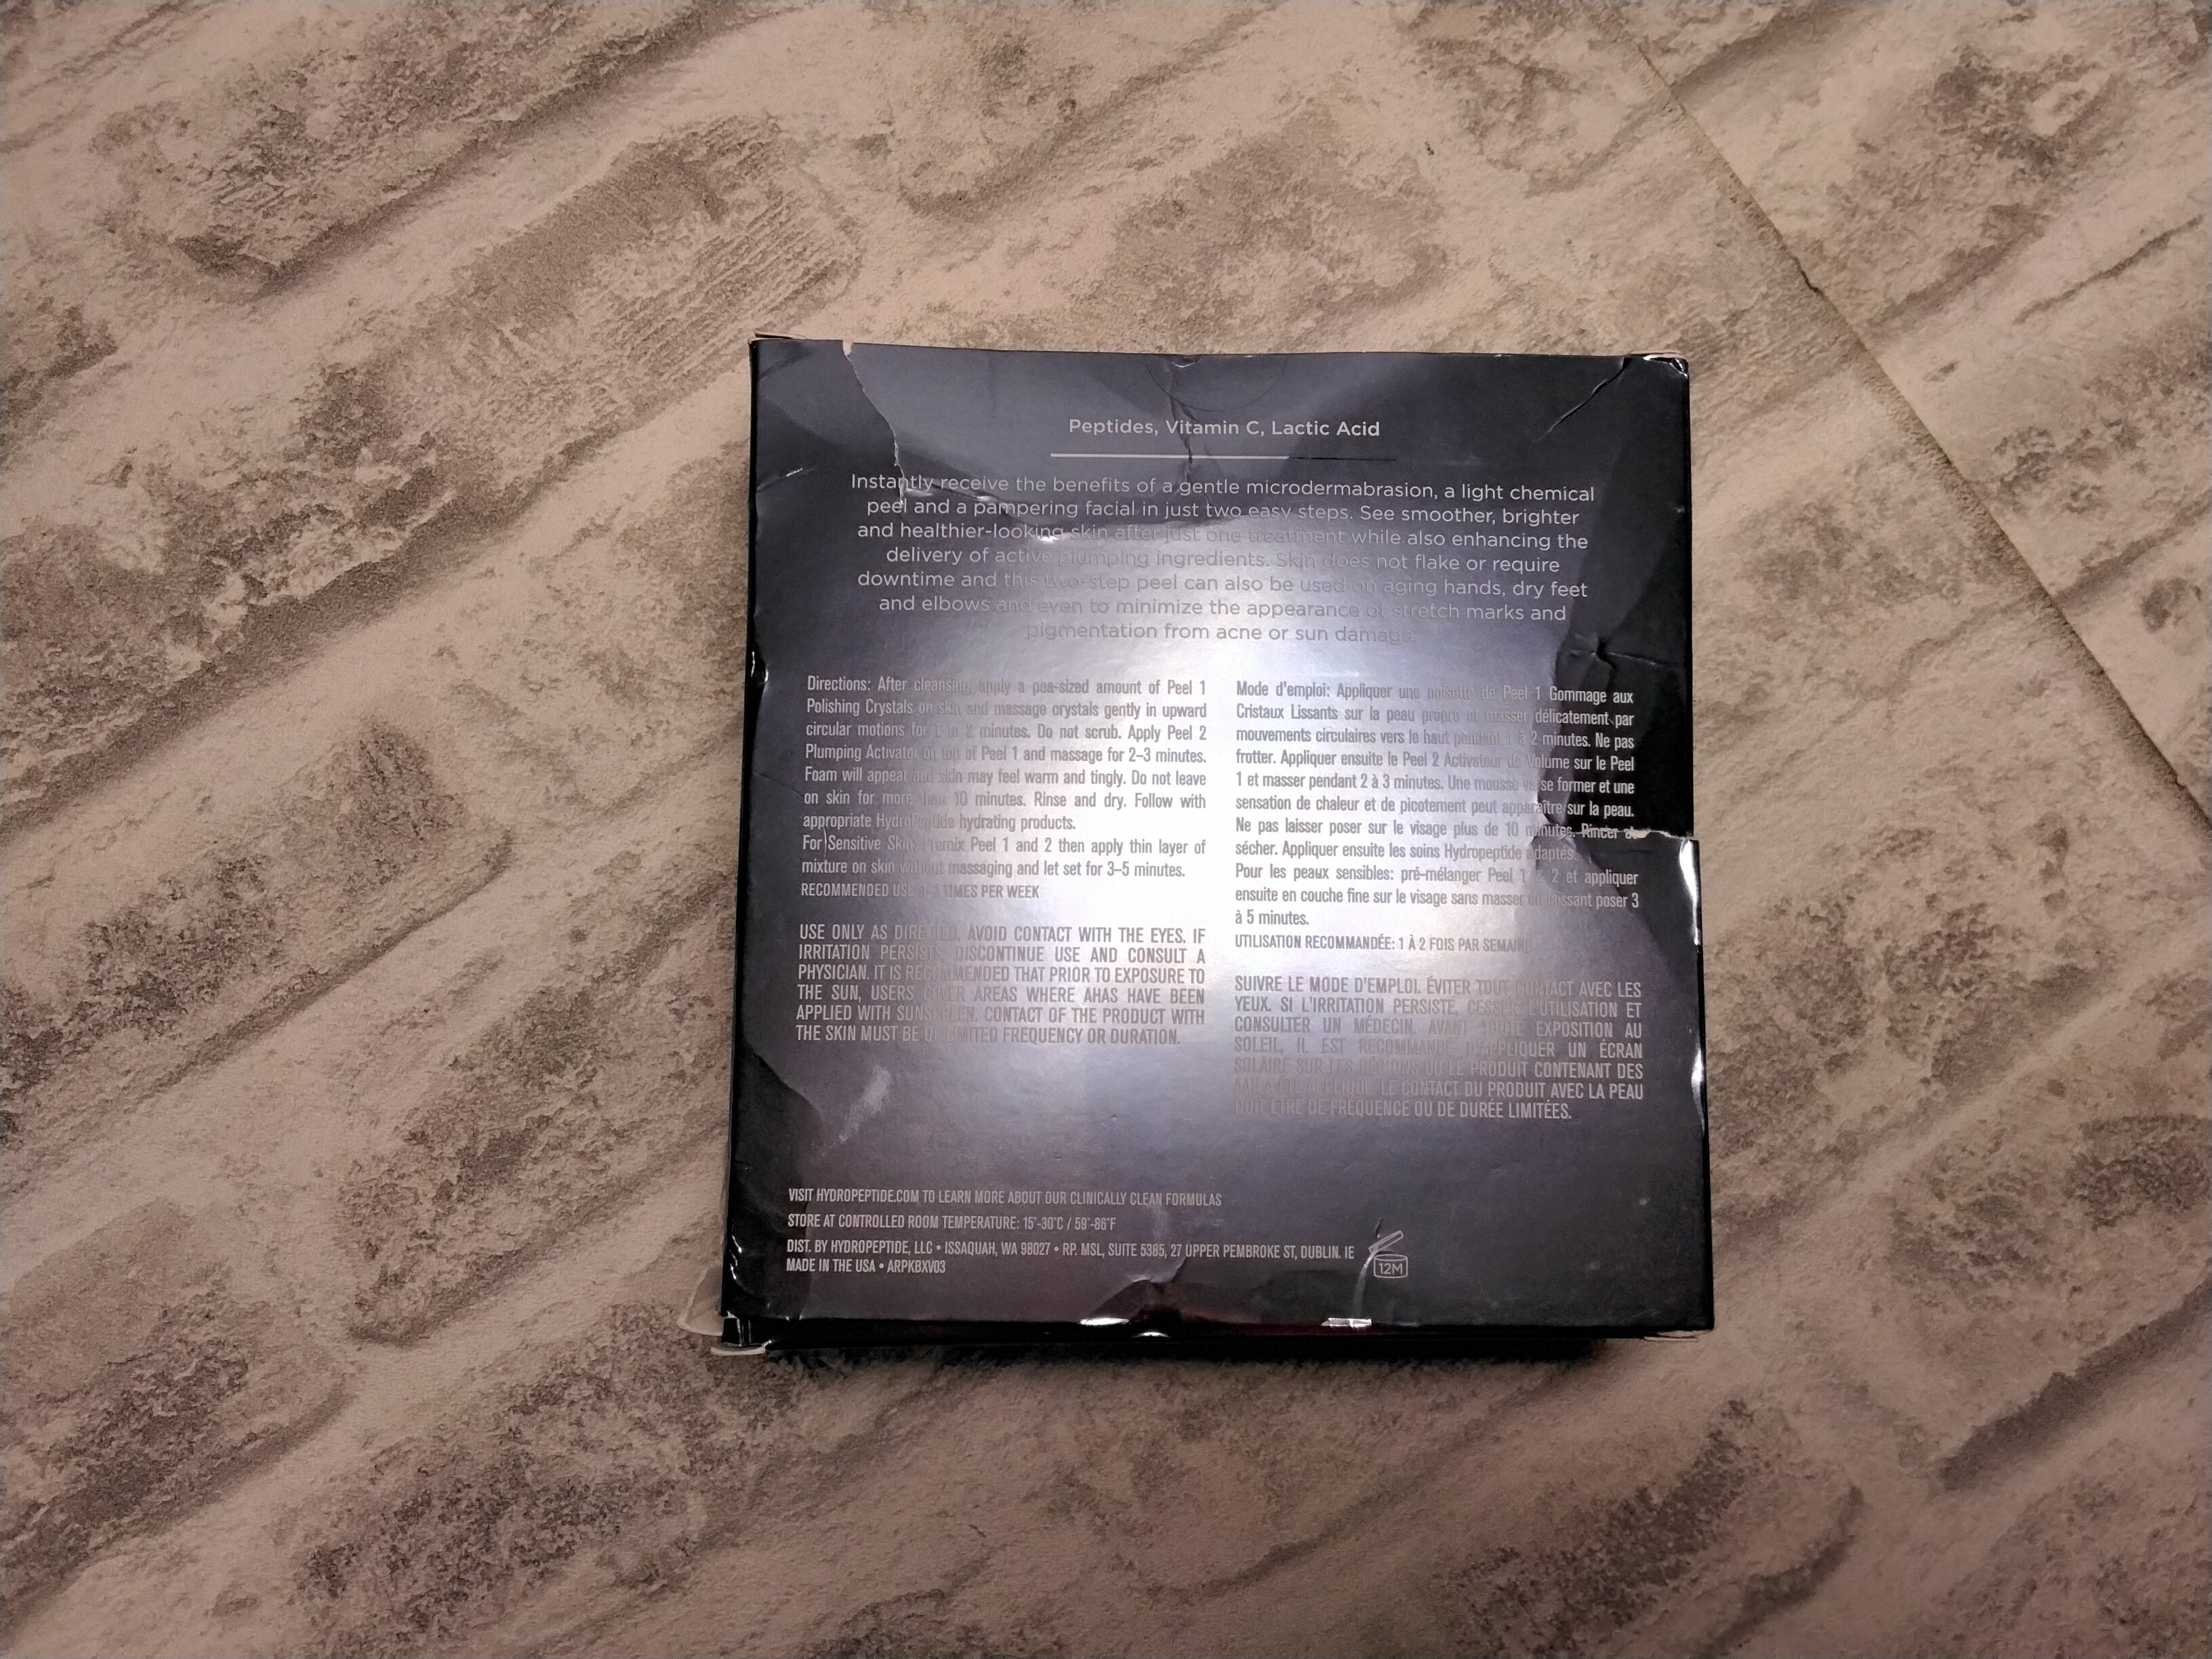 Peptides, Vitamin C, Lactic Acid
Instantly receive the benefits of a gentle microdermabrasion, a light chemical
peel and a pampering facial in just two easy steps. See smoother, brighter
and healthier-looking skin after just one treatment while also enhancing the
delivery of active plumping ingredients. Skin does not flake or require
downtime and this two-step peel can also be used on aging hands, dry feet
and elbows and even to minimize the appearance of stretch marks and
pigmentation from acne or sun damage
Directions: After cleansing, apply a pea-sized amount of Peel 1
Polishing Crystals on skin and massage crystals gently in upward
circular motions for 1 to 2 minutes. Do not scrub. Apply Peel 2
Plumping Activator on top of Peel 1 and massage for 2–3 minutes.
Foam will appear and skin may feel warm and tingly. Do not leave
on skin for more than 10 minutes. Rinse and dry. Follow with
appropriate Hydropeptide hydrating products.
For Sensitive Skin: Premix Peel 1 and 2 then apply thin layer of
mixture on skin without massaging and let set for 3–5 minutes.
RECOMMENDED USE TIMES PER WEEK
USE ONLY AS DIRECTED, AVOID CONTACT WITH THE EYES. IF
IRRITATION PERSISTS, DISCONTINUE USE AND CONSULT A
PHYSICIAN. IT IS RECOMMENDED THAT PRIOR TO EXPOSURE TO
THE SUN, USERS COVER AREAS WHERE AHAS HAVE BEEN
APPLIED WITH SUNSCREEN. CONTACT OF THE PRODUCT WITH
THE SKIN MUST BE OF LIMITED FREQUENCY OR DURATION.
Mode d'emploi: Appliquer une noisette de Peel 1 Gommage aux
Cristaux Lissants sur la peau propre et masser délicatement par
mouvements circulaires vers le haut pendant 1 à 2 minutes. Ne pas
frotter. Appliquer ensuite le Peel 2 Activateur de Volume sur le Peel
1 et masser pendant 2 à 3 minutes. Une mousse va se former et une
sensation de chaleur et de picotement peut apparaître sur la peau.
Ne pas laisser poser sur le visage plus de 10 minutes. Rincer et
sécher. Appliquer ensuite les soins Hydropeptide adaptés.
Pour les peaux sensibles: pré-mélanger Peel 1 & 2 et appliquer
ensuite en couche fine sur le visage sans masser en laissant poser 3
à 5 minutes.
UTILISATION RECOMMANDÉE: 1 À 2 FOIS PAR SEMAINE
SUIVRE LE MODE D'EMPLOI. ÉVITER TOUT CONTACT AVEC LES
YEUX. SI L'IRRITATION PERSISTE, CESSER L'UTILISATION ET
CONSULTER UN MÉDECIN. AVANT TOUTE EXPOSITION AU
SOLEIL, IL EST RECOMMANDÉ D'APPLIQUER UN ÉCRAN
SOLAIRE SUR LES RÉGIONS OÙ LE PRODUIT CONTENANT DES
LE CONTACT DU PRODUIT AVEC LA PEAU
DOIT ÊTRE DE FRÉQUENCE OU DE DURÉE LIMITÉES.
VISIT HYDROPEPTIDE.COM TO LEARN MORE ABOUT OUR CLINICALLY CLEAN FORMULAS
STORE AT CONTROLLED ROOM TEMPERATURE: 15°-30°C / 59°-86°F
DIST. BY HYDROPEPTIDE, LLC • ISSAQUAH, WA 98027 • RP. MSL, SUITE 5385, 27 UPPER PEMBROKE ST, DUBLIN. IE
MADE IN THE USA • ARPKBXV03
12M